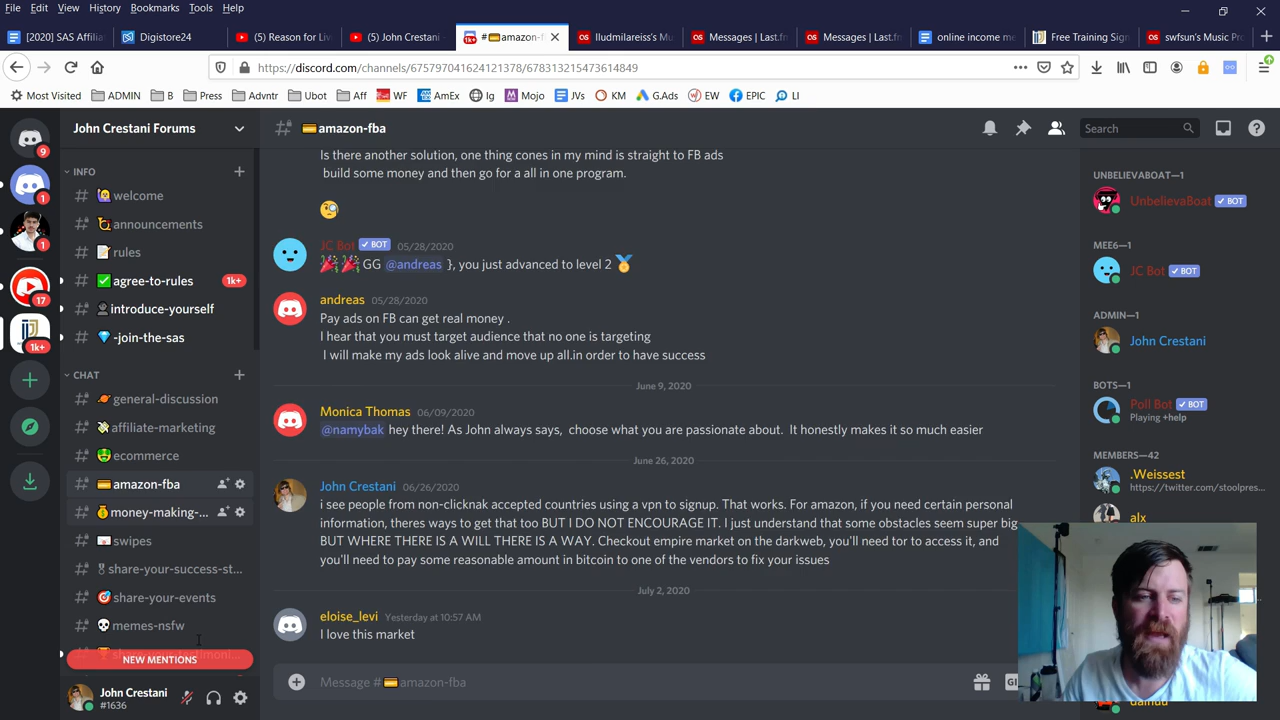 File Edit View History Bookmarks Tools Help
[2020] SAS Affilia
Digistore24
(5) Reason for Liv
(5) John Crestani
# amazon-f
lludmilareiss's Mu
Messages | Last.fm
Messages | Last.fm
online income me
Free Training Sign
swfsun's Music Pro
https://discord.com/channels/675797041624121378/678313215473614849
Most Visited ADMIN B Press Advntr Ubot Aff WF AmEx Ig Mojo JVs KM G.Ads EW EPIC LI
John Crestani Forums
INFO
welcome
announcements
rules
agree-to-rules 1k+
introduce-yourself
-join-the-sas
CHAT
general-discussion
affiliate-marketing
ecommerce
amazon-fba
money-making-...
swipes
share-your-success-st...
share-your-events
memes-nsfw
NEW MENTIONS
John Crestani
#1636
9
1
1
17
1k+
amazon-fba
Search
Is there another solution, one thing cones in my mind is straight to FB ads
build some money and then go for a all in one program.
JC Bot BOT 05/28/2020
GG @andreas }, you just advanced to level 2
andreas 05/28/2020
Pay ads on FB can get real money .
I hear that you must target audience that no one is targeting
I will make my ads look alive and move up all.in order to have success
June 9, 2020
Monica Thomas 06/09/2020
@namybak hey there! As John always says, choose what you are passionate about. It honestly makes it so much easier
June 26, 2020
John Crestani 06/26/2020
i see people from non-clicknak accepted countries using a vpn to signup. That works. For amazon, if you need certain personal
information, theres ways to get that too BUT I DO NOT ENCOURAGE IT. I just understand that some obstacles seem super big
BUT WHERE THERE IS A WILL THERE IS A WAY. Checkout empire market on the darkweb, you'll need tor to access it, and
you'll need to pay some reasonable amount in bitcoin to one of the vendors to fix your issues
July 2, 2020
eloise_levi Yesterday at 10:57 AM
I love this market
Message # amazon-fba
UNBELIEVABOAT—1
UnbelievaBoat BOT
MEE6—1
JC Bot BOT
ADMIN—1
John Crestani
BOTS—1
Poll Bot BOT
Playing +help
MEMBERS—42
.Weissest
https://twitter.com/stoolpres...
alx